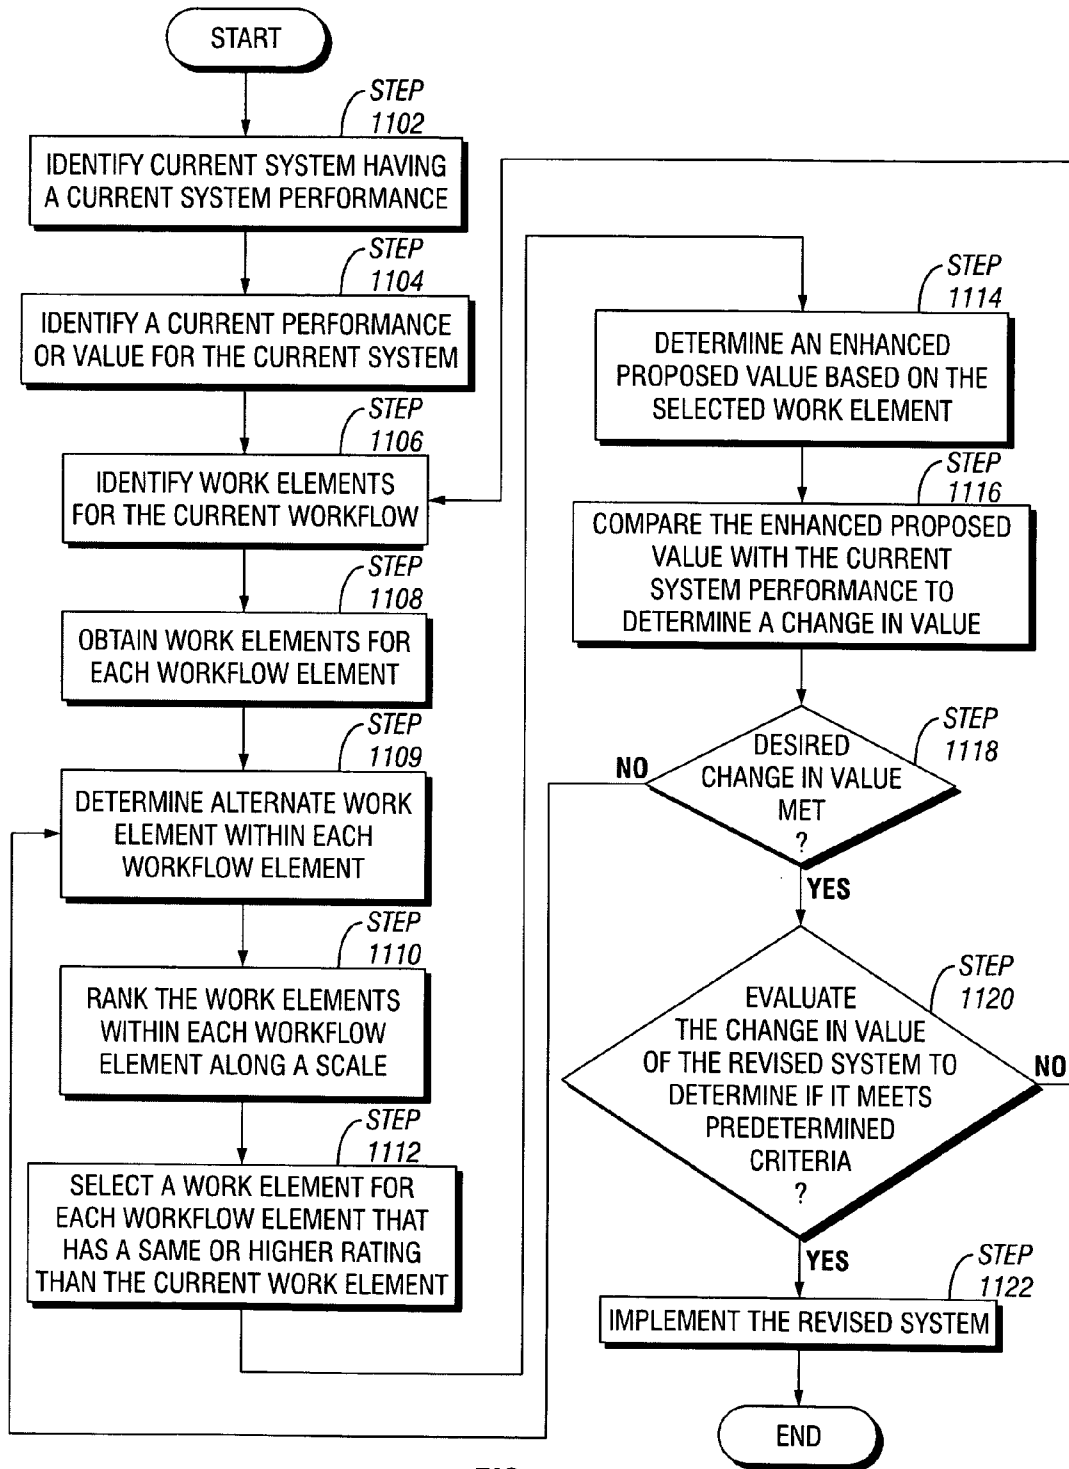 START
STEP
1102
IDENTIFY CURRENT SYSTEM HAVING
A CURRENT SYSTEM PERFORMANCE
STEP
1104
IDENTIFY A CURRENT PERFORMANCE
OR VALUE FOR THE CURRENT SYSTEM
STEP
1106
IDENTIFY WORK ELEMENTS
FOR THE CURRENT WORKFLOW
STEP
1108
OBTAIN WORK ELEMENTS FOR
EACH WORKFLOW ELEMENT
STEP
1109
DETERMINE ALTERNATE WORK
ELEMENT WITHIN EACH
WORKFLOW ELEMENT
STEP
1110
RANK THE WORK ELEMENTS
WITHIN EACH WORKFLOW
ELEMENT ALONG A SCALE
STEP
1112
SELECT A WORK ELEMENT FOR
EACH WORKFLOW ELEMENT THAT
HAS A SAME OR HIGHER RATING
THAN THE CURRENT WORK ELEMENT
STEP
1114
DETERMINE AN ENHANCED
PROPOSED VALUE BASED ON THE
SELECTED WORK ELEMENT
STEP
1116
COMPARE THE ENHANCED PROPOSED
VALUE WITH THE CURRENT
SYSTEM PERFORMANCE TO
DETERMINE A CHANGE IN VALUE
STEP
1118
NO
DESIRED
CHANGE IN VALUE
MET
?
YES
STEP
1120
EVALUATE
THE CHANGE IN VALUE
OF THE REVISED SYSTEM TO
DETERMINE IF IT MEETS
PREDETERMINED
CRITERIA
?
NO
YES
STEP
1122
IMPLEMENT THE REVISED SYSTEM
END